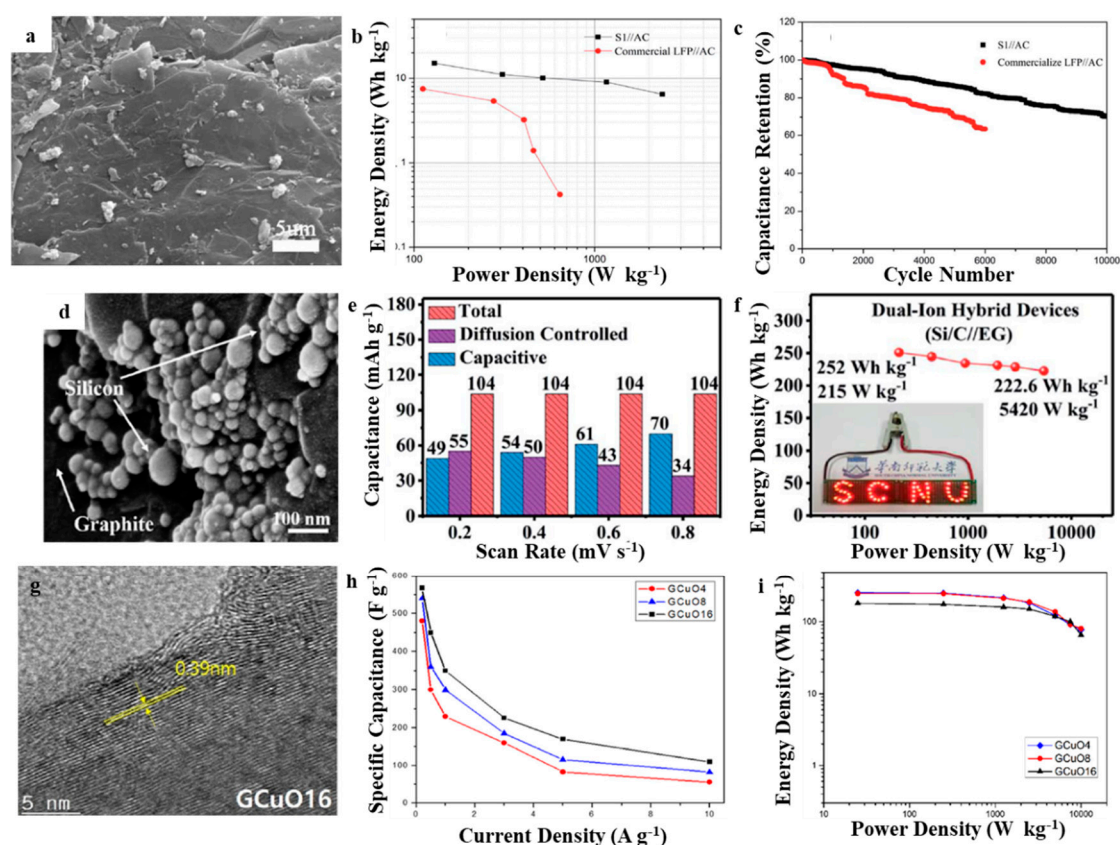 a
5µm
b
S1//AC
Commercial LFP//AC
Energy Density (Wh kg⁻¹)
10
1
0.1
100
1000
Power Density (W kg⁻¹)
c
S1//AC
Commercialize LFP//AC
Capacitance Retention (%)
120
100
80
60
40
20
0
0 2000 4000 6000 8000 10000
Cycle Number
d
Silicon
Graphite
100 nm
e
Total
Diffusion Controlled
Capacitive
Capacitance (mAh g⁻¹)
180
150
120
90
60
30
0
49 55 104
54 50 104
61 43 104
70 34 104
0.2 0.4 0.6 0.8
Scan Rate (mV s⁻¹)
f
Dual-Ion Hybrid Devices
(Si/C//EG)
252 Wh kg⁻¹
215 W kg⁻¹
222.6 Wh kg⁻¹
5420 W kg⁻¹
华南师范大学
SCNU
Energy Density (Wh kg⁻¹)
300
250
200
150
100
50
0
100 1000 10000
Power Density (W kg⁻¹)
g
0.39nm
5 nm
GCuO16
h
GCuO4
GCuO8
GCuO16
Specific Capacitance (F g⁻¹)
600
500
400
300
200
100
0
0 2 4 6 8 10
Current Density (A g⁻¹)
i
GCuO4
GCuO8
GCuO16
Energy Density (Wh kg⁻¹)
100
10
1
10 100 1000 10000
Power Density (W kg⁻¹)